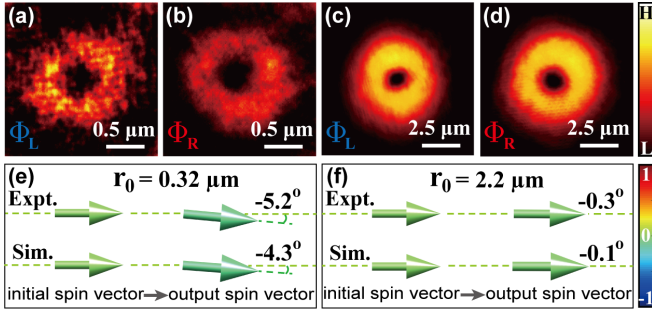 (a) (b) (c) (d) H
Φ_L Φ_R Φ_L Φ_R
0.5 μm 0.5 μm 2.5 μm 2.5 μm L
(e) r₀ = 0.32 μm (f) r₀ = 2.2 μm 1
Expt. -5.2° Expt. -0.3°
0
Sim. -4.3° Sim. -0.1°
initial spin vector→output spin vector initial spin vector→output spin vector -1